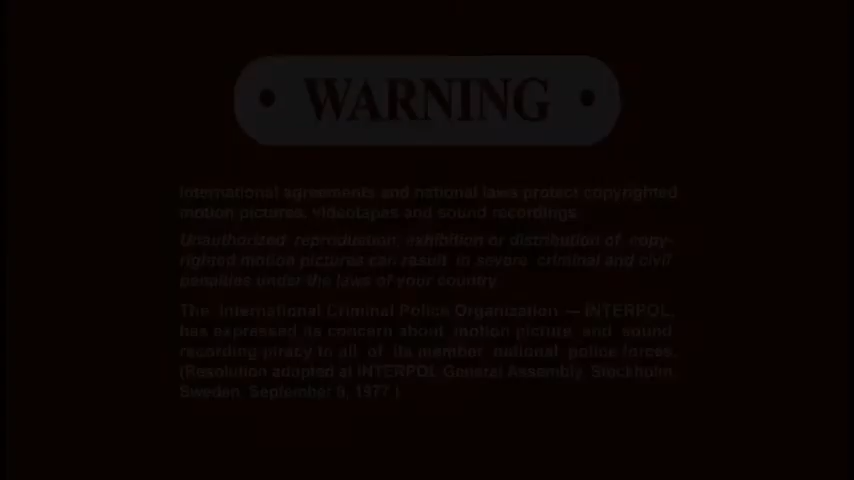 WARNING
International agreements and national laws protect copyrighted
motion pictures, videotapes and sound recordings.
Unauthorized reproduction, exhibition or distribution of copy-
righted motion pictures can result in severe criminal and civil
penalties under the laws of your country.
The International Criminal Police Organization — INTERPOL,
has expressed its concern about motion picture and sound
recording piracy to all of its member national police forces.
(Resolution adopted at INTERPOL General Assembly, Stockholm,
Sweden, September 8, 1977.)